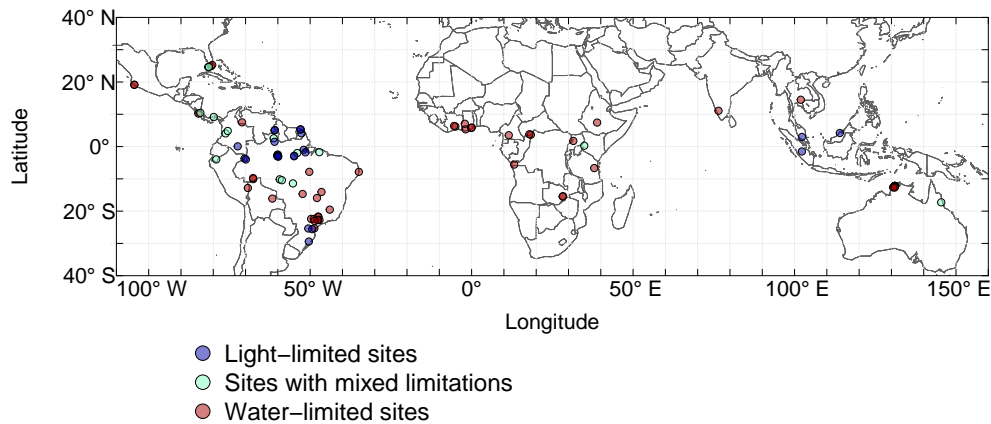 40° N
20° N
0°
20° S
40° S
Latitude
100° W 50° W 0° 50° E 100° E 150° E
Longitude
Light−limited sites
Sites with mixed limitations
Water−limited sites